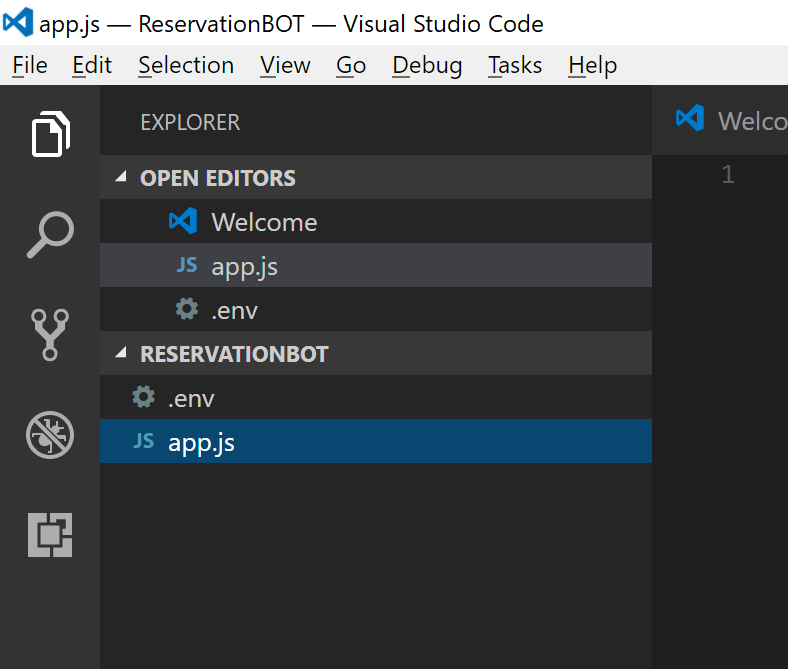 app.js — ReservationBOT — Visual Studio Code
File Edit Selection View Go Debug Tasks Help
EXPLORER
OPEN EDITORS
Welcome
JS app.js
.env
RESERVATIONBOT
.env
JS app.js
Welco
1